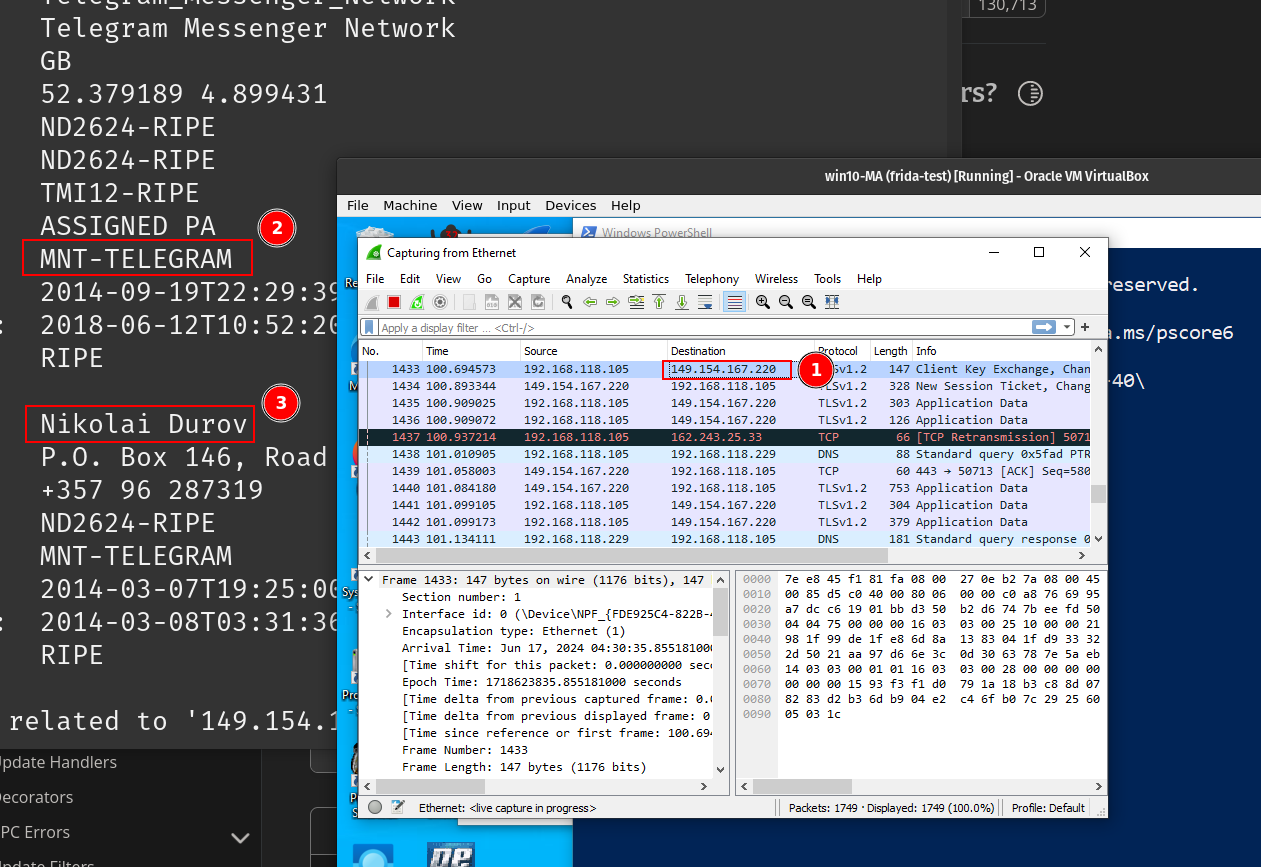 Telegram_Messenger_Network
130,713
Telegram Messenger Network
GB
52.379189 4.899431
ND2624-RIPE
ND2624-RIPE
TMI12-RIPE
ASSIGNED PA
2
MNT-TELEGRAM
2014-09-19T22:29:39
: 2018-06-12T10:52:20
RIPE
3
Nikolai Durov
P.O. Box 146, Road
+357 96 287319
ND2624-RIPE
MNT-TELEGRAM
2014-03-07T19:25:00
: 2014-03-08T03:31:36
RIPE
related to '149.154.1
pdate Handlers
ecorators
PC Errors
pdate Filters
rs?
win10-MA (frida-test) [Running] - Oracle VM VirtualBox
File Machine View Input Devices Help
Windows PowerShell
eserved.
a.ms/pscore6
-40\
Capturing from Ethernet
File Edit View Go Capture Analyze Statistics Telephony Wireless Tools Help
Apply a display filter ... <Ctrl-/>
No. Time Source Destination Protocol Length Info
1433 100.694573 192.168.118.105 149.154.167.220 1 Sv1.2 147 Client Key Exchange, Chan
1434 100.893344 149.154.167.220 192.168.118.105 TLSv1.2 328 New Session Ticket, Chang
1435 100.909025 192.168.118.105 149.154.167.220 TLSv1.2 303 Application Data
1436 100.909072 192.168.118.105 149.154.167.220 TLSv1.2 126 Application Data
1437 100.937214 192.168.118.105 162.243.25.33 TCP 66 [TCP Retransmission] 5071
1438 101.010905 192.168.118.105 192.168.118.229 DNS 88 Standard query 0x5fad PTR
1439 101.058003 149.154.167.220 192.168.118.105 TCP 60 443 → 50713 [ACK] Seq=580
1440 101.084180 149.154.167.220 192.168.118.105 TLSv1.2 753 Application Data
1441 101.099105 192.168.118.105 149.154.167.220 TLSv1.2 304 Application Data
1442 101.099173 192.168.118.105 149.154.167.220 TLSv1.2 379 Application Data
1443 101.134111 192.168.118.229 192.168.118.105 DNS 181 Standard query response 0
Frame 1433: 147 bytes on wire (1176 bits), 147
Section number: 1
Interface id: 0 (\Device\NPF_{FDE925C4-822B-4
Encapsulation type: Ethernet (1)
Arrival Time: Jun 17, 2024 04:30:35.855181000
[Time shift for this packet: 0.000000000 seco
Epoch Time: 1718623835.855181000 seconds
[Time delta from previous captured frame: 0.0
[Time delta from previous displayed frame: 0
[Time since reference or first frame: 100.694
Frame Number: 1433
Frame Length: 147 bytes (1176 bits)
0000 7e e8 45 f1 81 fa 08 00 27 0e b2 7a 08 00 45
0010 00 85 d5 c0 40 00 80 06 00 00 c0 a8 76 69 95
0020 a7 dc c6 19 01 bb d3 50 b2 d6 74 7b ee fd 50
0030 04 04 75 00 00 00 16 03 03 00 25 10 00 00 21
0040 98 1f 99 de 1f e8 6d 8a 13 83 04 1f d9 33 32
0050 2d 50 21 aa 97 d6 6e 3c 0d 30 63 78 7e 5a eb
0060 14 03 03 00 01 01 16 03 03 00 28 00 00 00 00
0070 00 00 00 15 93 f3 f1 d0 79 1a 18 b3 c8 8d 07
0080 82 83 d2 b3 6d b9 04 e2 c4 6f b0 7c 29 25 60
0090 05 03 1c
Ethernet: <live capture in progress>
Packets: 1749 · Displayed: 1749 (100.0%)
Profile: Default